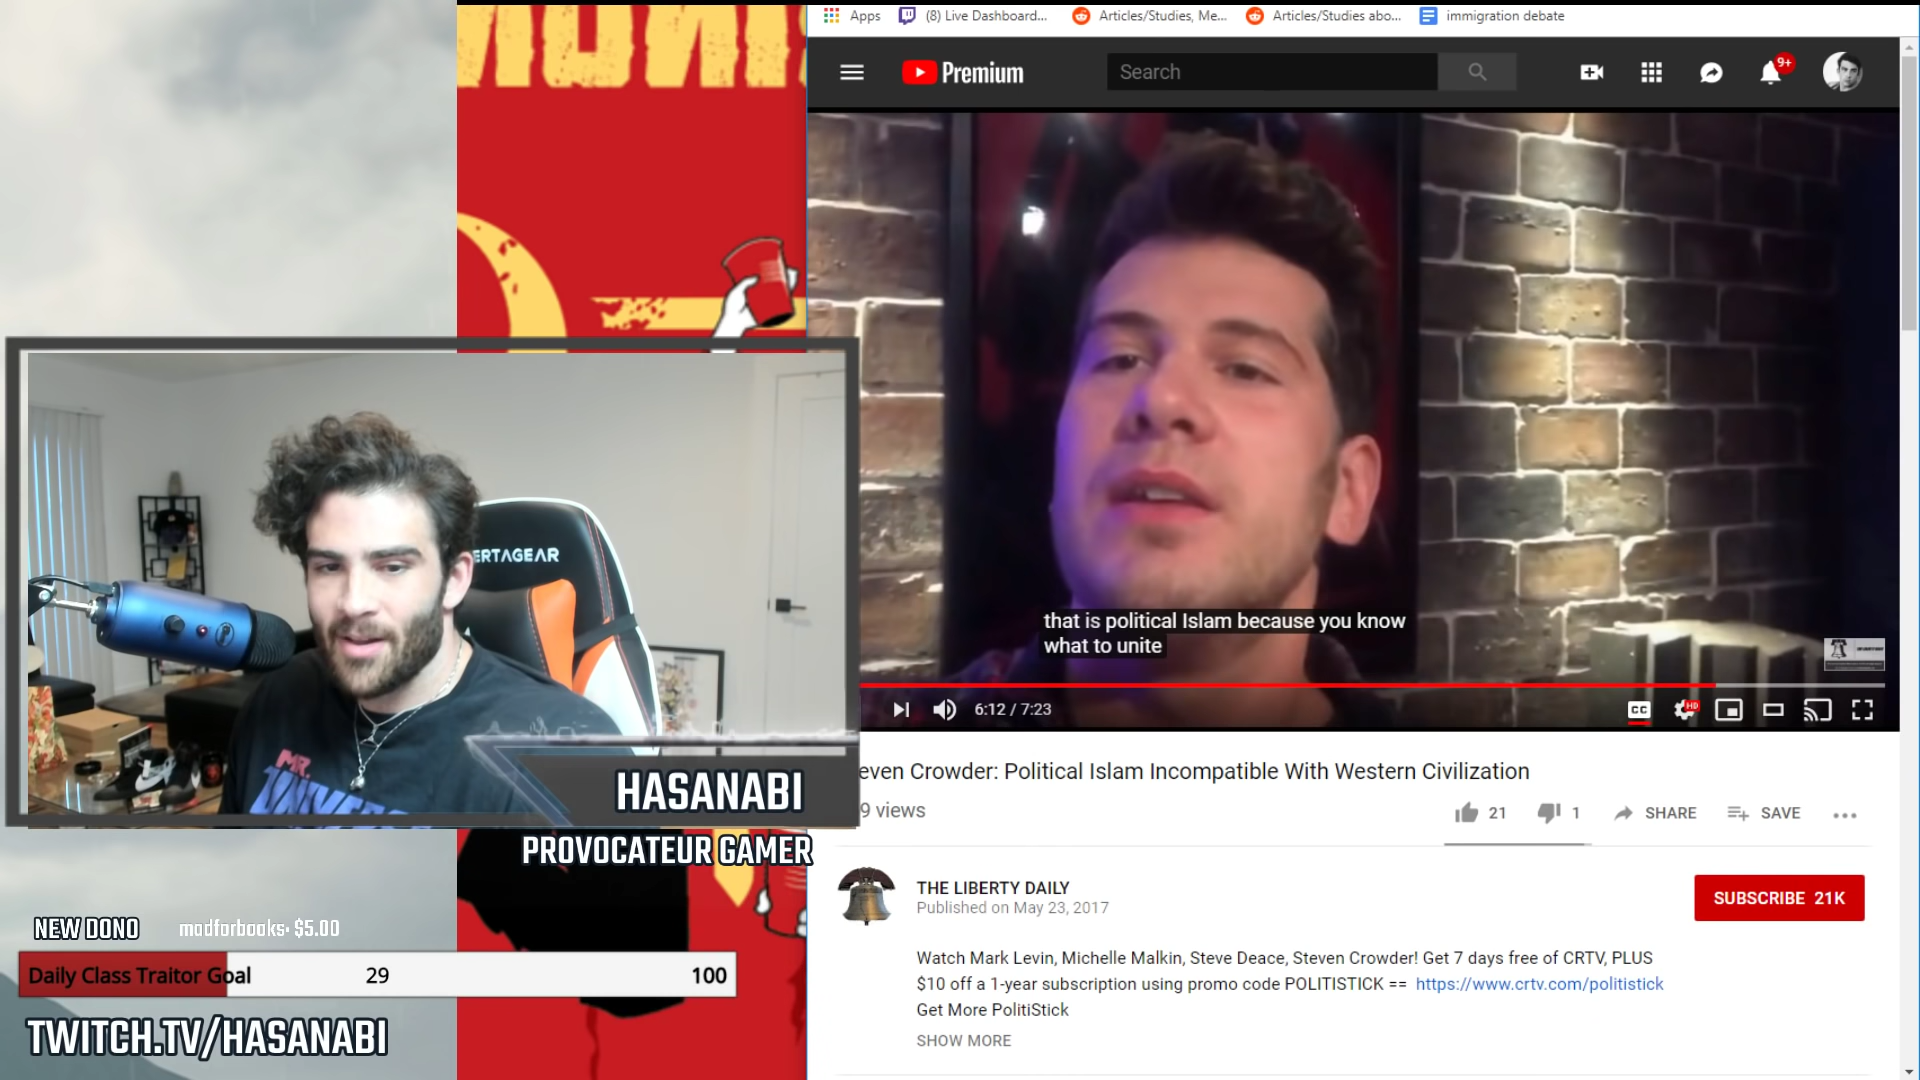 Apps
(8) Live Dashboard...
Articles/Studies, Me...
Articles/Studies abo...
immigration debate
Premium
Search
9+
that is political Islam because you know
what to unite
6:12 / 7:23
CC
HD
even Crowder: Political Islam Incompatible With Western Civilization
9 views
21
1
SHARE
SAVE
THE LIBERTY DAILY
Published on May 23, 2017
SUBSCRIBE 21K
Watch Mark Levin, Michelle Malkin, Steve Deace, Steven Crowder! Get 7 days free of CRTV, PLUS
$10 off a 1-year subscription using promo code POLITISTICK == https://www.crtv.com/politistick
Get More PolitiStick
SHOW MORE
ERTAGEAR
MR.
HASANABI
PROVOCATEUR GAMER
NEW DONO
madforbooks: $5.00
Daily Class Traitor Goal
29
100
TWITCH.TV/HASANABI